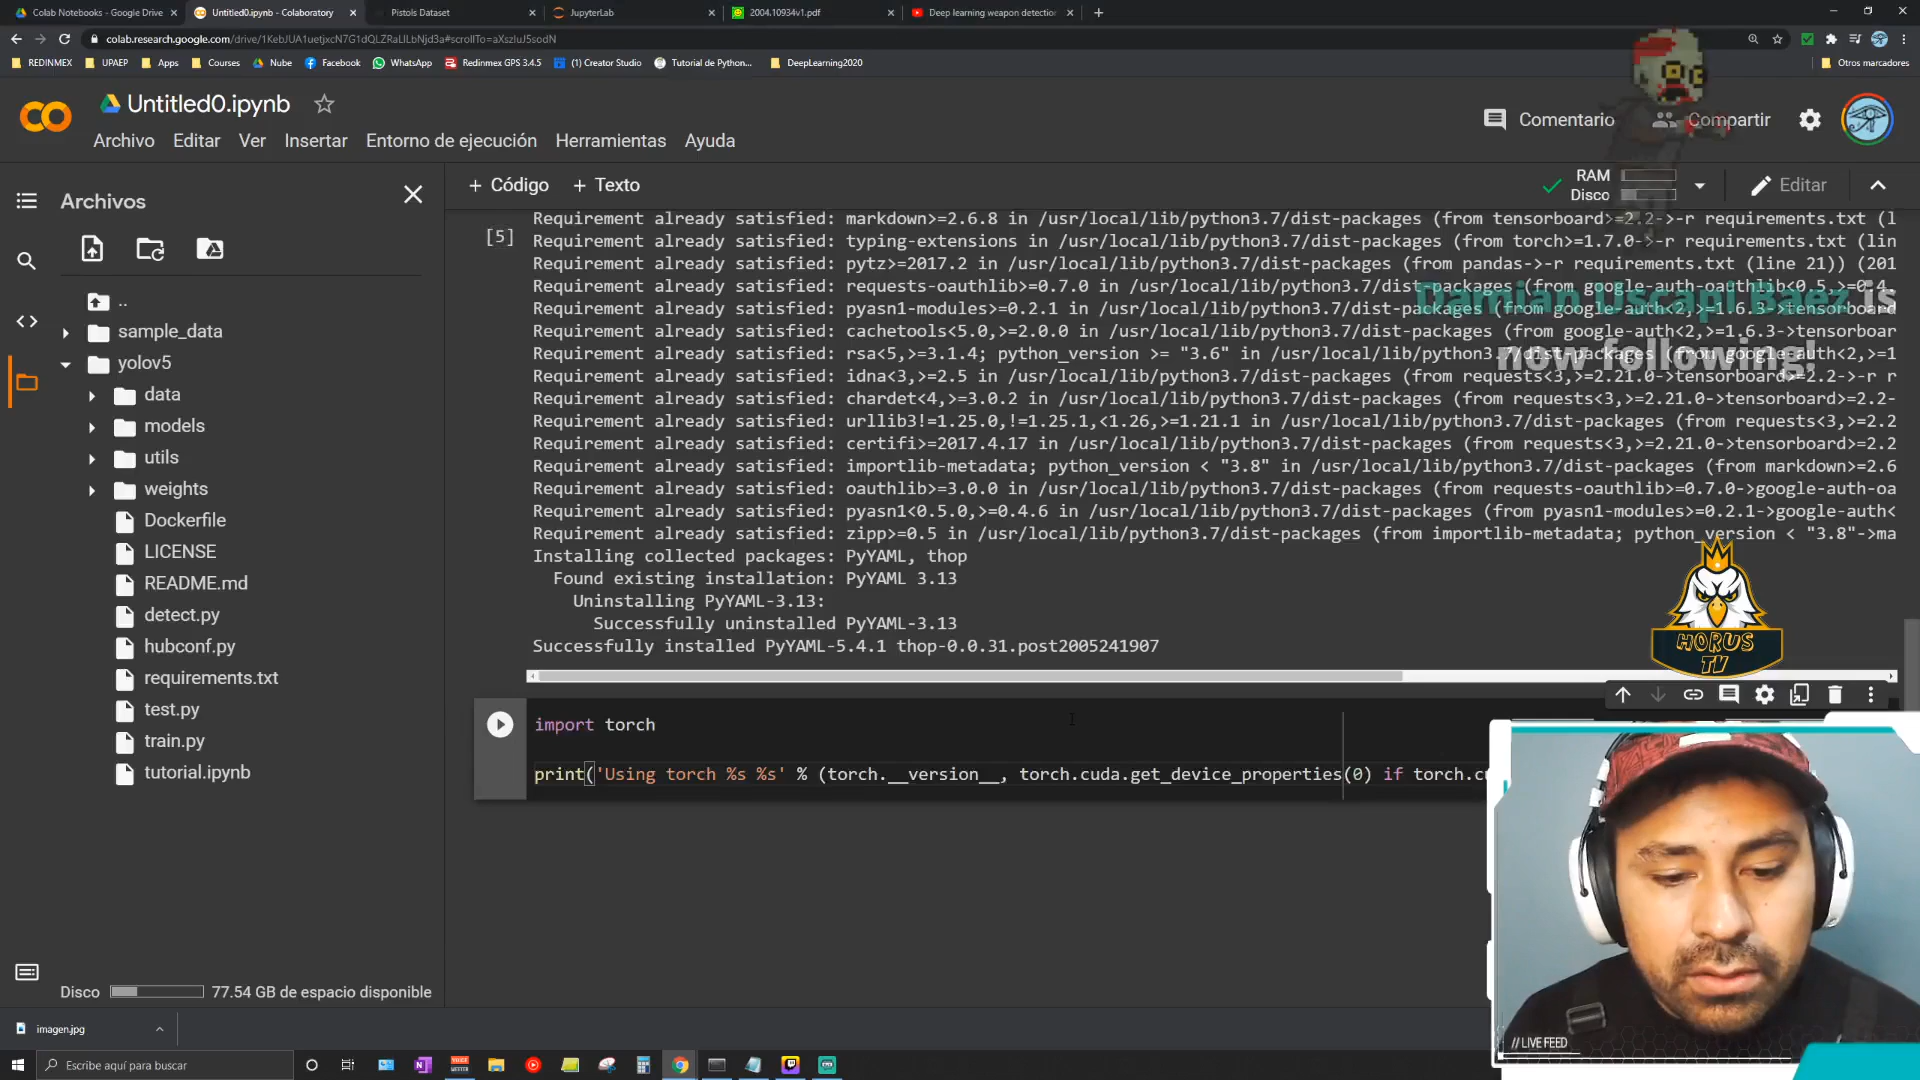 Colab Notebooks - Google Drive
Untitled0.ipynb - Colaboratory
Pistols Dataset
JupyterLab
2004.10934v1.pdf
Deep learning weapon detection
colab.research.google.com/drive/1KebJUA1uetjxcN7G1dQLZRaLILbNjd3a#scrollTo=aXszIuJ5sodN
REDINMEX
UPAEP
Apps
Courses
Nube
Facebook
WhatsApp
Redinmex GPS 3.4.5
(1) Creator Studio
Tutorial de Python...
DeepLearning2020
Otros marcadores
CO
Untitled0.ipynb
Comentario
Compartir
Archivo Editar Ver Insertar Entorno de ejecución Herramientas Ayuda
Archivos
+ Código + Texto
RAM
Disco
Editar
..
sample_data
yolov5
data
models
utils
weights
Dockerfile
LICENSE
README.md
detect.py
hubconf.py
requirements.txt
test.py
train.py
tutorial.ipynb
Disco 77.54 GB de espacio disponible
[5]
Requirement already satisfied: markdown>=2.6.8 in /usr/local/lib/python3.7/dist-packages (from tensorboard>=2.2->-r requirements.txt (l
Requirement already satisfied: typing-extensions in /usr/local/lib/python3.7/dist-packages (from torch>=1.7.0->-r requirements.txt (lin
Requirement already satisfied: pytz>=2017.2 in /usr/local/lib/python3.7/dist-packages (from pandas->-r requirements.txt (line 21)) (201
Requirement already satisfied: requests-oauthlib>=0.7.0 in /usr/local/lib/python3.7/dist-packages (from google-auth-oauthlib<0.5,>=0.4.
Requirement already satisfied: pyasn1-modules>=0.2.1 in /usr/local/lib/python3.7/dist-packages (from google-auth<2,>=1.6.3->tensorboard
Requirement already satisfied: cachetools<5.0,>=2.0.0 in /usr/local/lib/python3.7/dist-packages (from google-auth<2,>=1.6.3->tensorboar
Requirement already satisfied: rsa<5,>=3.1.4; python_version >= "3.6" in /usr/local/lib/python3.7/dist-packages (from google-auth<2,>=1
Requirement already satisfied: idna<3,>=2.5 in /usr/local/lib/python3.7/dist-packages (from requests<3,>=2.21.0->tensorboard>=2.2->-r r
Requirement already satisfied: chardet<4,>=3.0.2 in /usr/local/lib/python3.7/dist-packages (from requests<3,>=2.21.0->tensorboard>=2.2-
Requirement already satisfied: urllib3!=1.25.0,!=1.25.1,<1.26,>=1.21.1 in /usr/local/lib/python3.7/dist-packages (from requests<3,>=2.2
Requirement already satisfied: certifi>=2017.4.17 in /usr/local/lib/python3.7/dist-packages (from requests<3,>=2.21.0->tensorboard>=2.2
Requirement already satisfied: importlib-metadata; python_version < "3.8" in /usr/local/lib/python3.7/dist-packages (from markdown>=2.6
Requirement already satisfied: oauthlib>=3.0.0 in /usr/local/lib/python3.7/dist-packages (from requests-oauthlib>=0.7.0->google-auth-oa
Requirement already satisfied: pyasn1<0.5.0,>=0.4.6 in /usr/local/lib/python3.7/dist-packages (from pyasn1-modules>=0.2.1->google-auth<
Requirement already satisfied: zipp>=0.5 in /usr/local/lib/python3.7/dist-packages (from importlib-metadata; python_version < "3.8"->ma
Installing collected packages: PyYAML, thop
Found existing installation: PyYAML 3.13
Uninstalling PyYAML-3.13:
Successfully uninstalled PyYAML-3.13
Successfully installed PyYAML-5.4.1 thop-0.0.31.post2005241907
Damian Uscapi Baez is
now following!
HORUS
TV
import torch
print('Using torch %s %s' % (torch.__version__, torch.cuda.get_device_properties(0) if torch.cu
// LIVE FEED
imagen.jpg
Escribe aquí para buscar